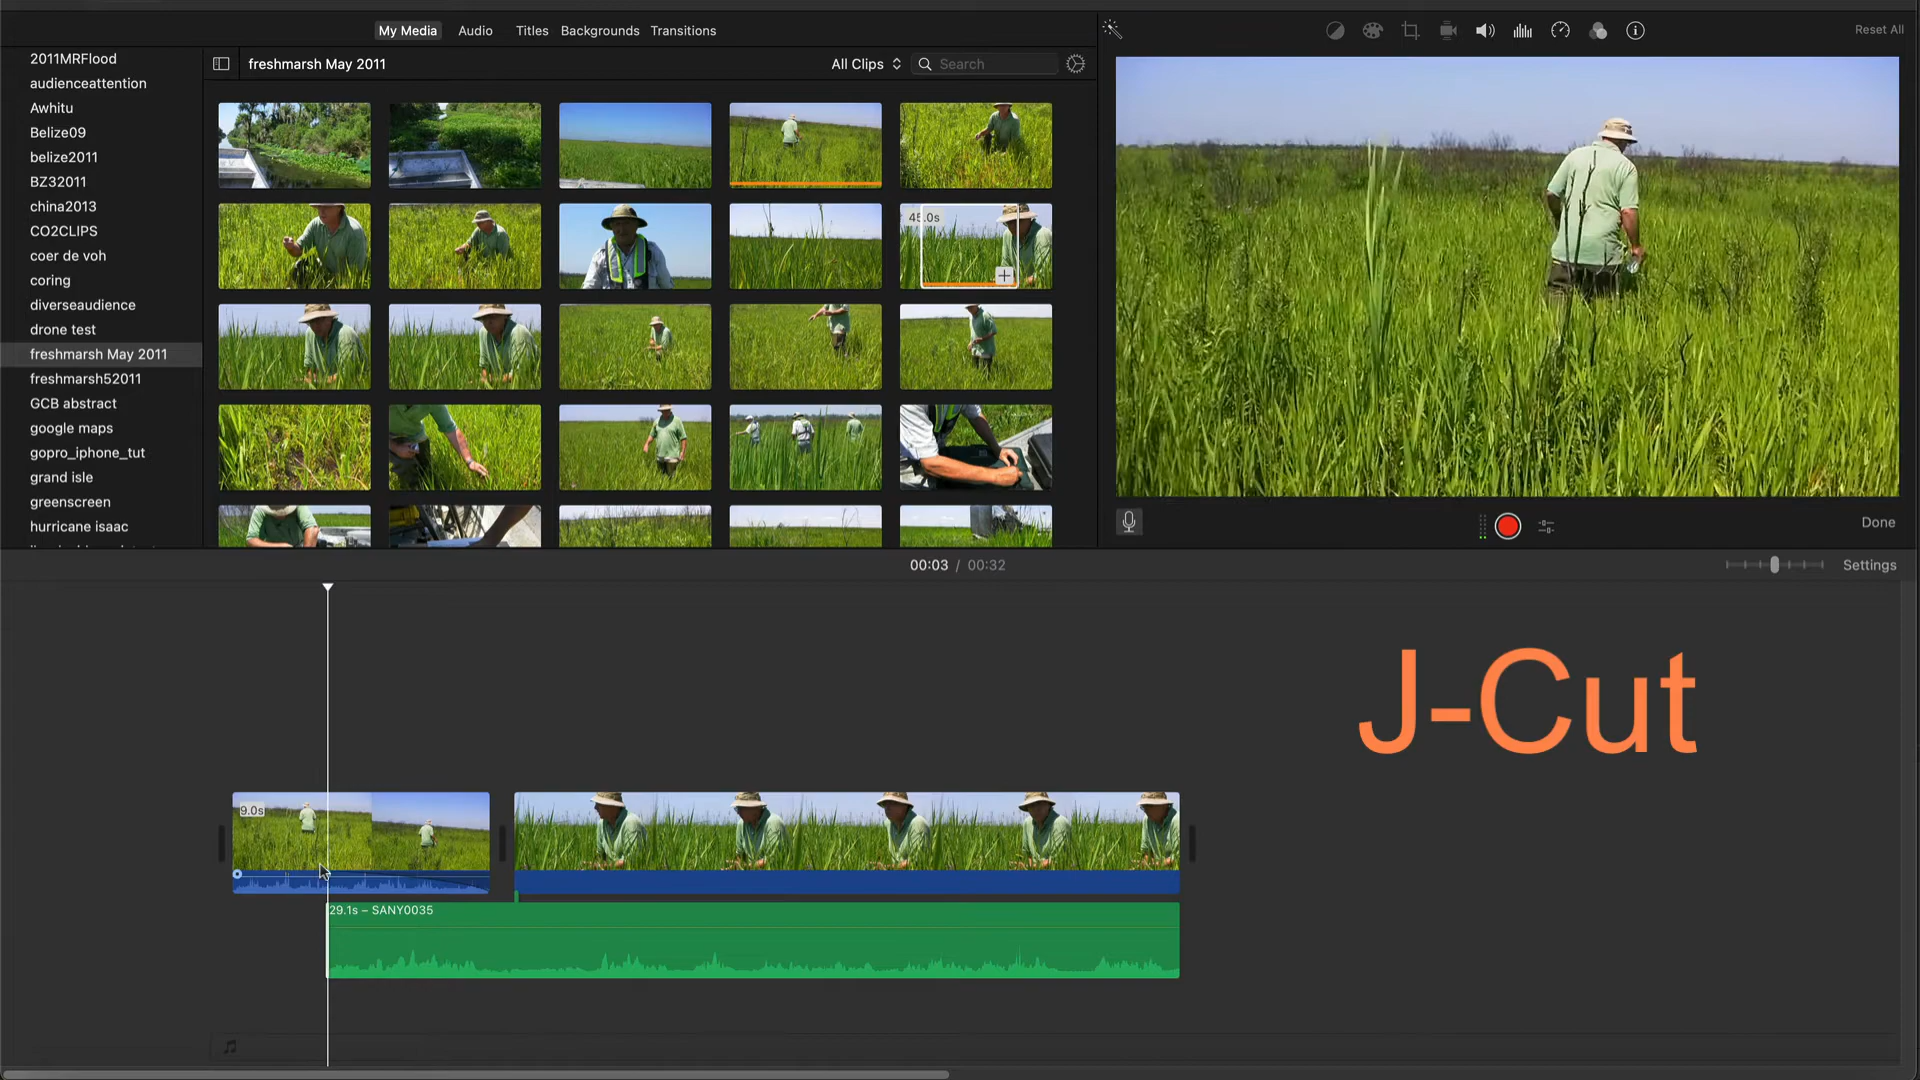 My Media
Audio
Titles
Backgrounds
Transitions
Reset All
2011MRFlood
audienceattention
Awhitu
Belize09
belize2011
BZ32011
china2013
CO2CLIPS
coer de voh
coring
diverseaudience
drone test
freshmarsh May 2011
freshmarsh52011
GCB abstract
google maps
gopro_iphone_tut
grand isle
greenscreen
hurricane isaac
freshmarsh May 2011
All Clips
Search
45.0s
Done
00:03 / 00:32
Settings
J-Cut
9.0s
29.1s – SANY0035